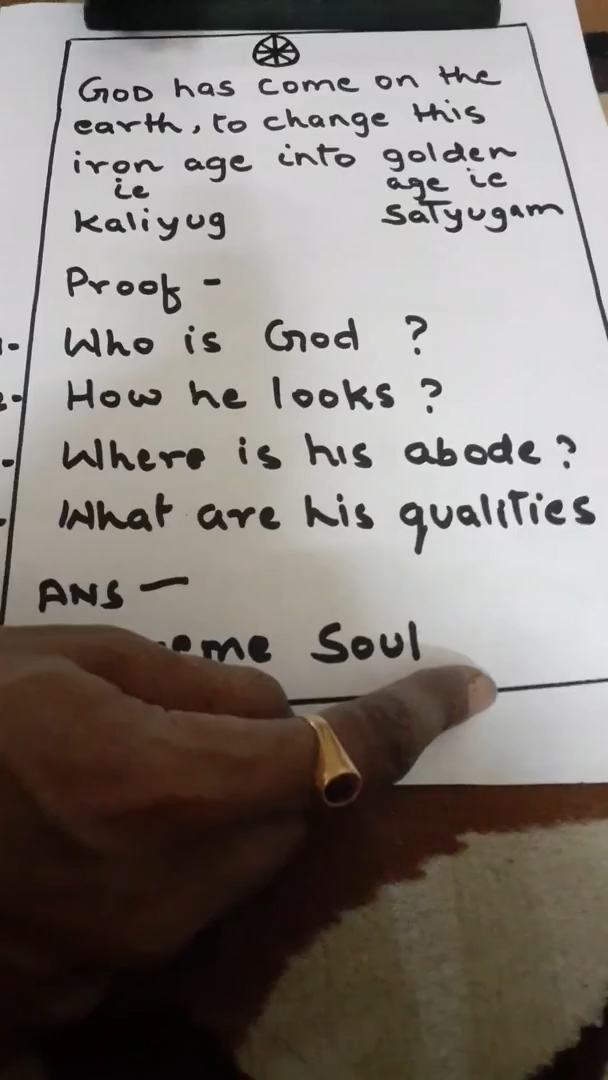 GOD has come on the
earth, to change this
iron age into golden
ie age ie
Kaliyug Satyugam
Proof -
Who is God ?
How he looks ?
Where is his abode ?
What are his qualities
ANS —
Soul